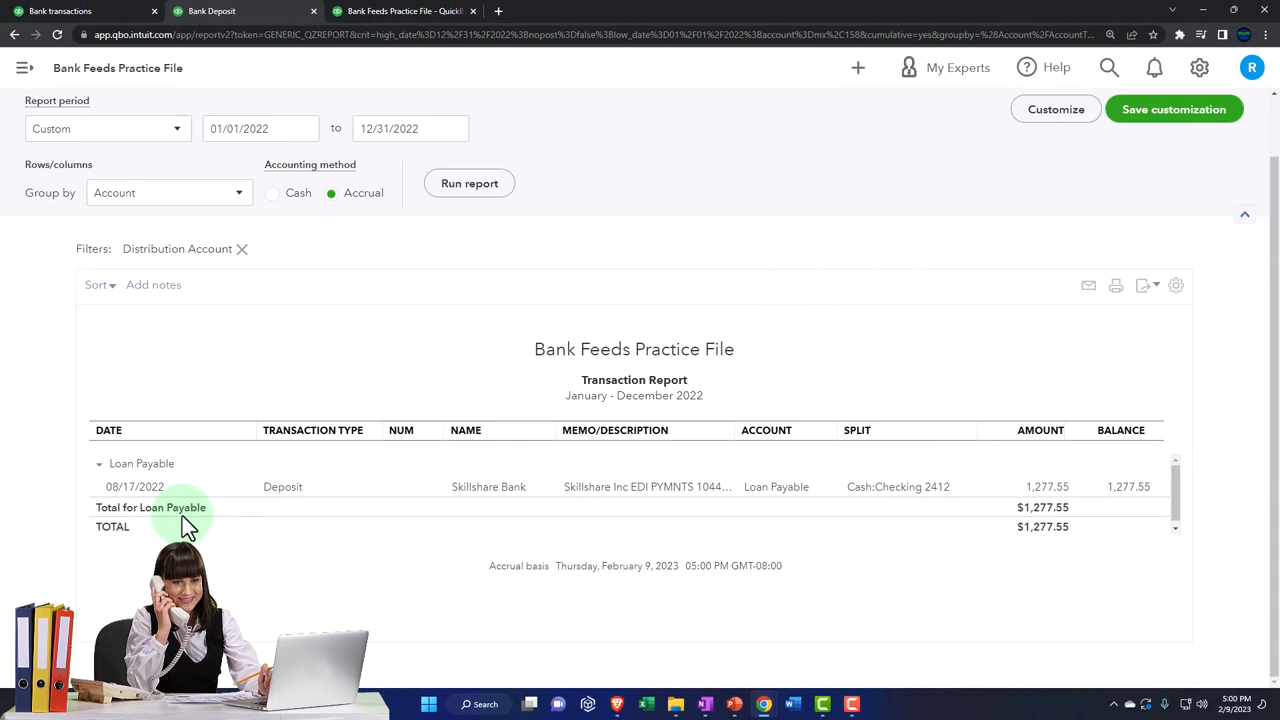 Bank transactions
Bank Deposit
Bank Feeds Practice File - QuickB
app.qbo.intuit.com/app/reportv2?token=GENERIC_QZREPORT&crit=high_date%3D12%2F31%2F2022%3Bnopost%3Dfalse%3Blow_date%3D01%2F01%2F2022%3Baccount%3Dmx%2C158&cumulative=yes&groupby=%28Account%2FAccountT...
Bank Feeds Practice File
My Experts
Help
R
Report period
Custom
01/01/2022
to
12/31/2022
Customize
Save customization
Rows/columns
Accounting method
Group by
Account
Cash
Accrual
Run report
Filters: Distribution Account
Sort
Add notes
Bank Feeds Practice File
Transaction Report
January - December 2022
DATE TRANSACTION TYPE NUM NAME MEMO/DESCRIPTION ACCOUNT SPLIT AMOUNT BALANCE
Loan Payable
08/17/2022 Deposit Skillshare Bank Skillshare Inc EDI PYMNTS 1044... Loan Payable Cash:Checking 2412 1,277.55 1,277.55
Total for Loan Payable $1,277.55
TOTAL $1,277.55
Accrual basis Thursday, February 9, 2023 05:00 PM GMT-08:00
Search
5:00 PM
2/9/2023